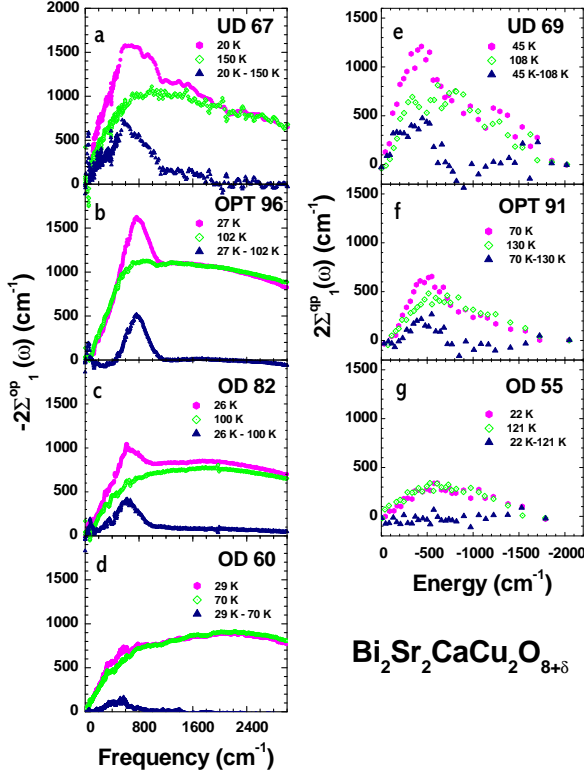 a
UD 67
20 K
150 K
20 K - 150 K
2000
1500
1000
500
0
b
OPT 96
27 K
102 K
27 K - 102 K
1500
1000
500
0
c
OD 82
26 K
100 K
26 K - 100 K
1500
1000
500
0
d
OD 60
29 K
70 K
29 K - 70 K
1500
1000
500
0
0 800 1600 2400
Frequency (cm⁻¹)
-2Σ^op_1(ω) (cm⁻¹)
e
UD 69
45 K
108 K
45 K-108 K
1500
1000
500
0
f
OPT 91
70 K
130 K
70 K-130 K
1000
500
0
g
OD 55
22 K
121 K
22 K-121 K
1000
500
0
0 -500 -1000 -1500 -2000
Energy (cm⁻¹)
2Σ^qp_1(ω) (cm⁻¹)
Bi₂Sr₂CaCu₂O₈₊δ